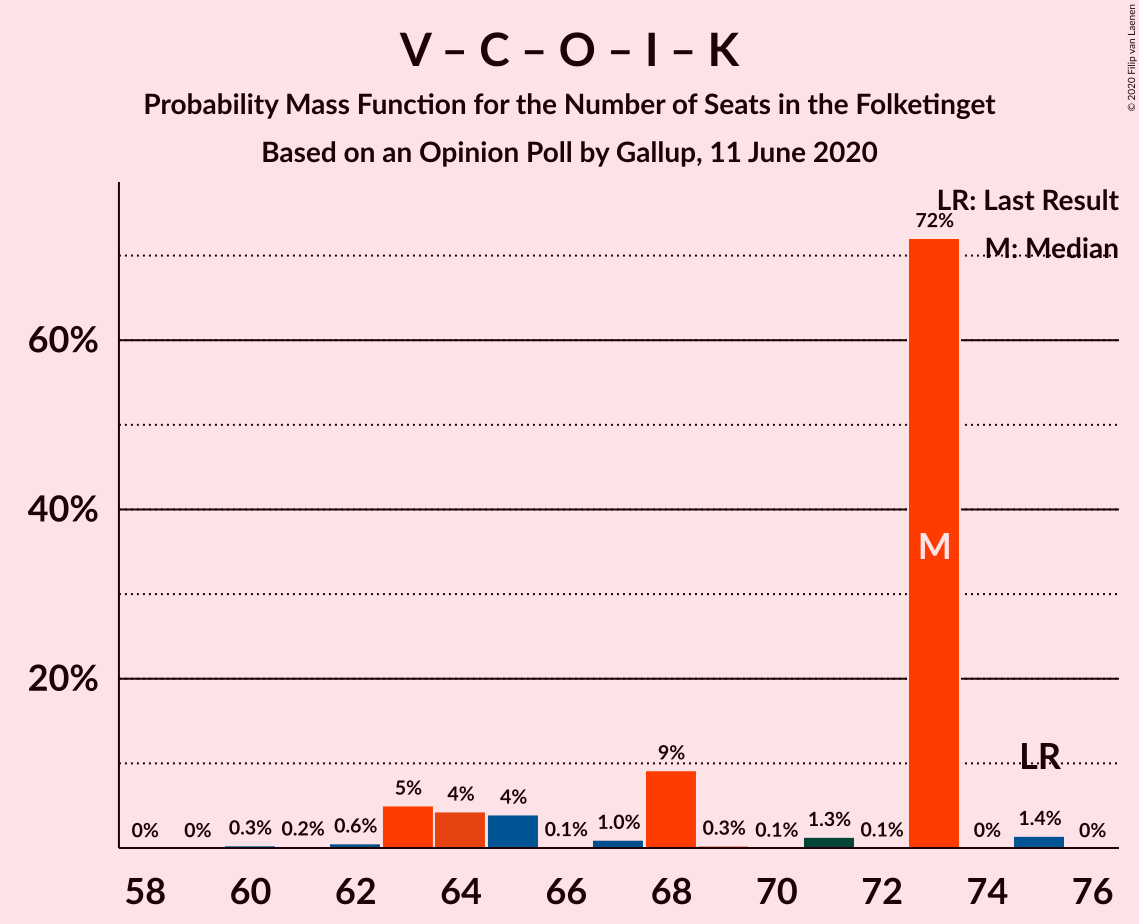 V – C – O – I – K
Probability Mass Function for the Number of Seats in the Folketinget
Based on an Opinion Poll by Gallup, 11 June 2020
© 2020 Filip van Laenen
LR: Last Result
M: Median
60%
40%
20%
0% 0% 0.3% 0.2% 0.6% 5% 4% 4% 0.1% 1.0% 9% 0.3% 0.1% 1.3% 0.1% 72% 0% 1.4% 0%
M
LR
58 60 62 64 66 68 70 72 74 76